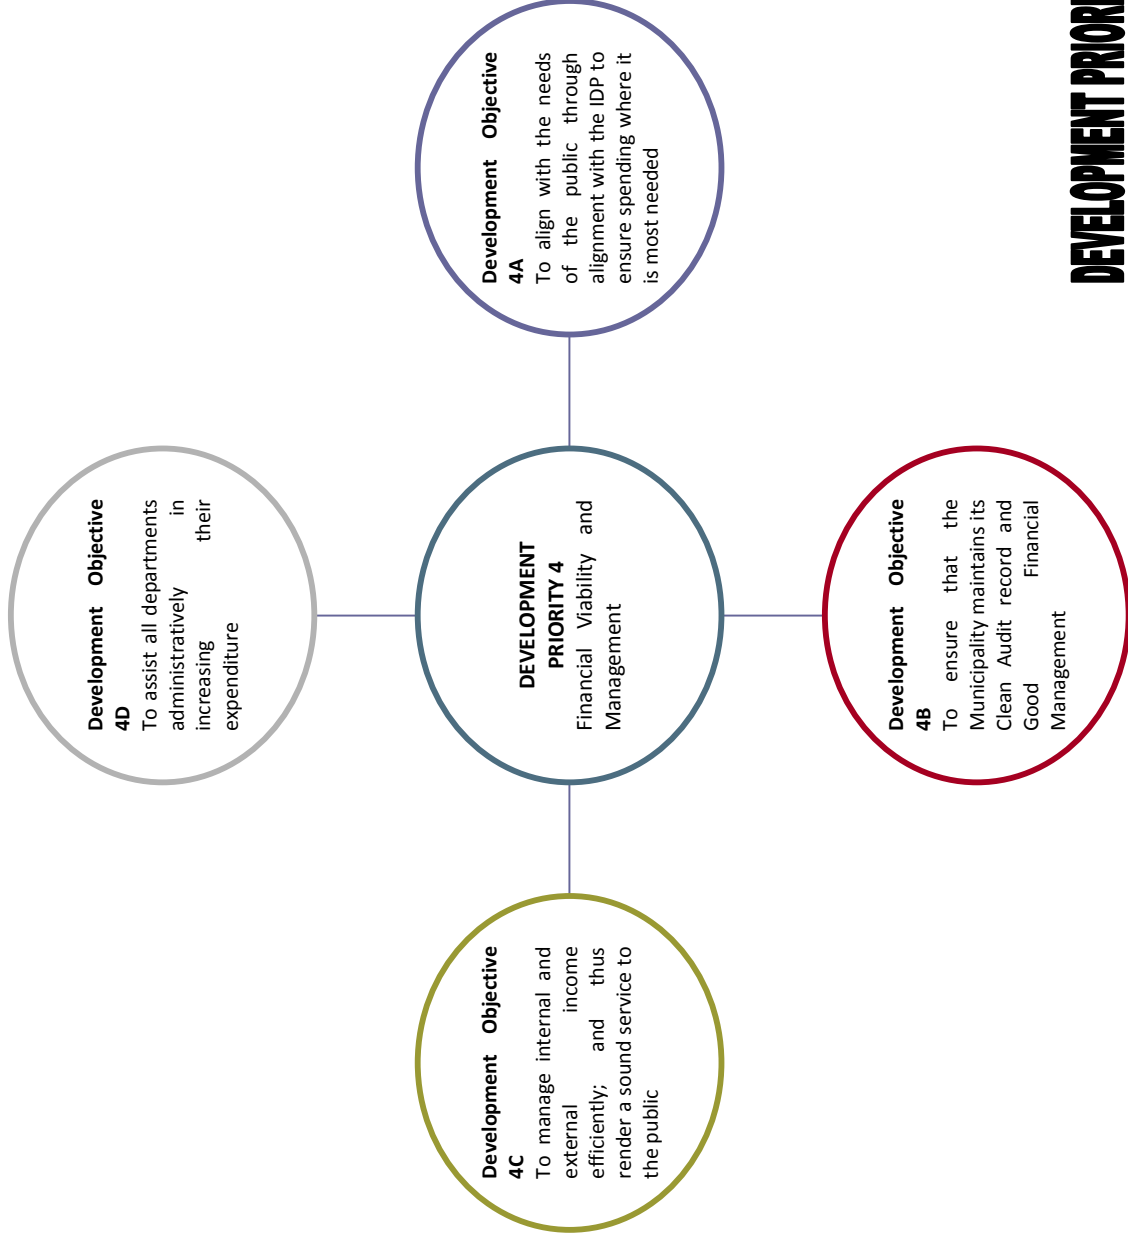 Development Objective
4C
To manage internal and
external income
efficiently; and thus
render a sound service to
the public
Development Objective
4B
To ensure that the
Municipality maintains its
Clean Audit record and
Good Financial
Management
DEVELOPMENT
PRIORITY 4
Financial Viability and
Management
Development Objective
4D
To assist all departments
administratively in
increasing their
expenditure
Development Objective
4A
To align with the needs
of the public through
alignment with the IDP to
ensure spending where it
is most needed
DEVELOPMENT PRIORI